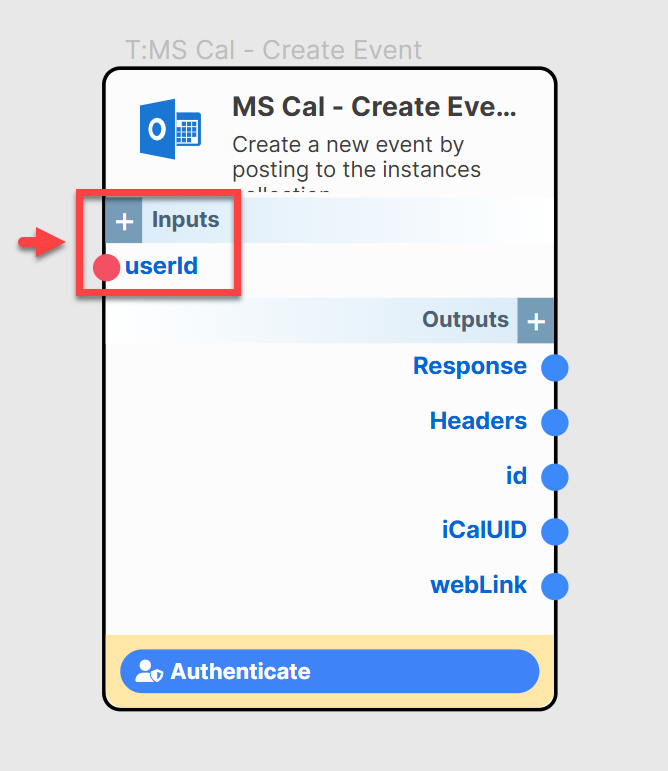 T:MS Cal - Create Event
MS Cal - Create Eve...
Create a new event by
posting to the instances
collection
+ Inputs
userId
Outputs +
Response
Headers
id
iCalUID
webLink
Authenticate